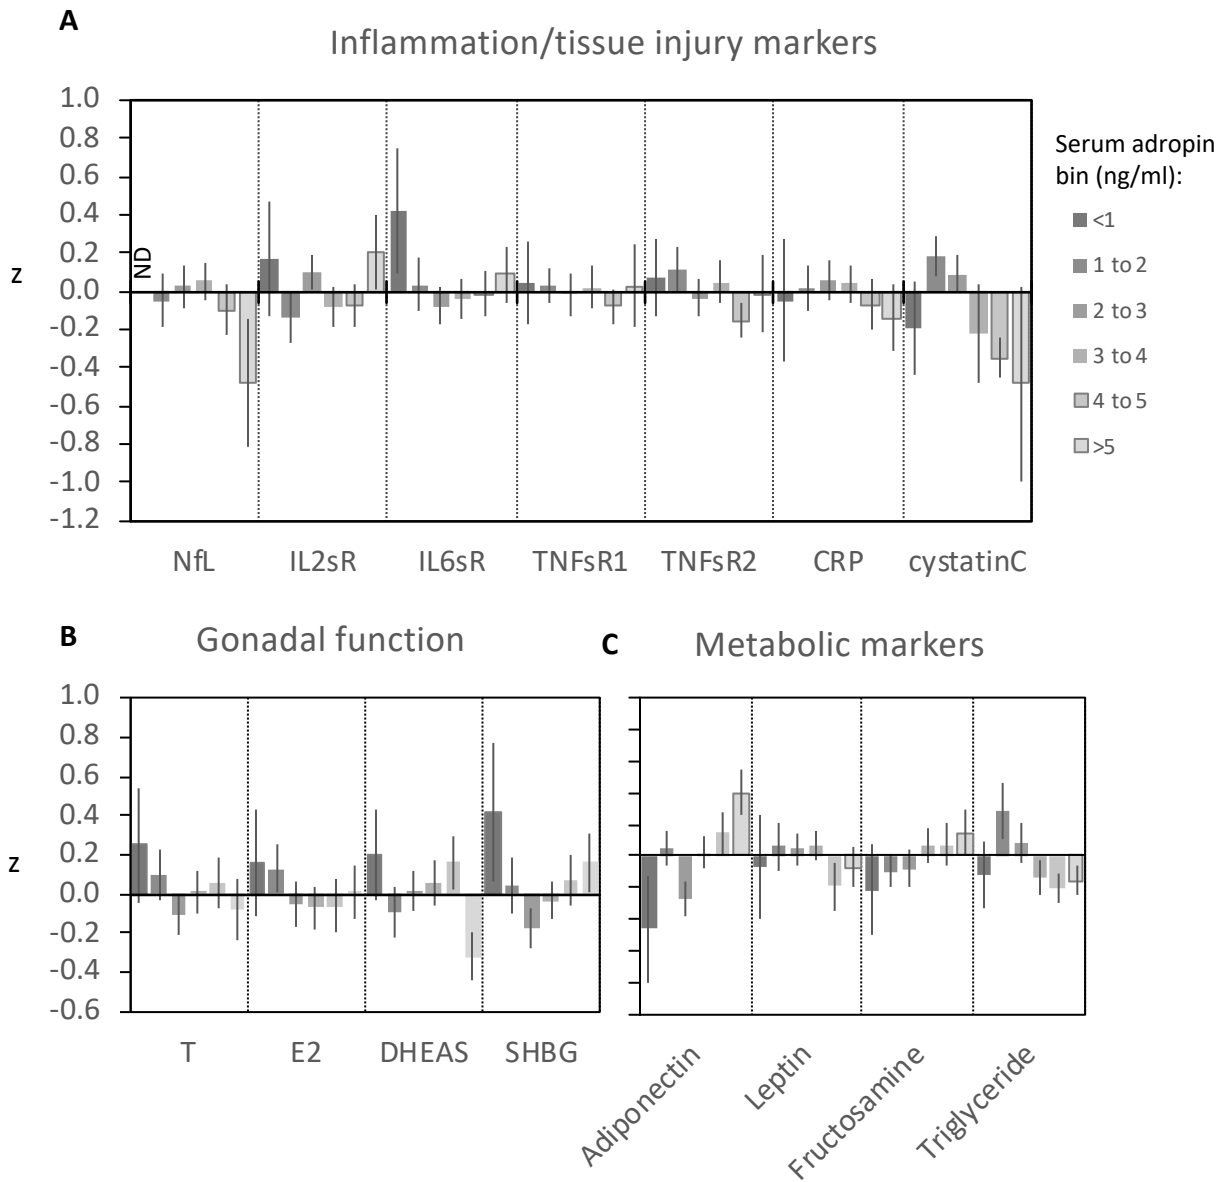 A
Inflammation/tissue injury markers
1.0
0.8
0.6
0.4
0.2
0.0
-0.2
-0.4
-0.6
-0.8
-1.0
-1.2
z
ND
NfL IL2sR IL6sR TNFsR1 TNFsR2 CRP cystatinC
Serum adropin
bin (ng/ml):
<1
1 to 2
2 to 3
3 to 4
4 to 5
>5
B
Gonadal function
1.0
0.8
0.6
0.4
0.2
0.0
-0.2
-0.4
-0.6
z
T E2 DHEAS SHBG
C
Metabolic markers
Adiponectin
Leptin
Fructosamine
Triglyceride